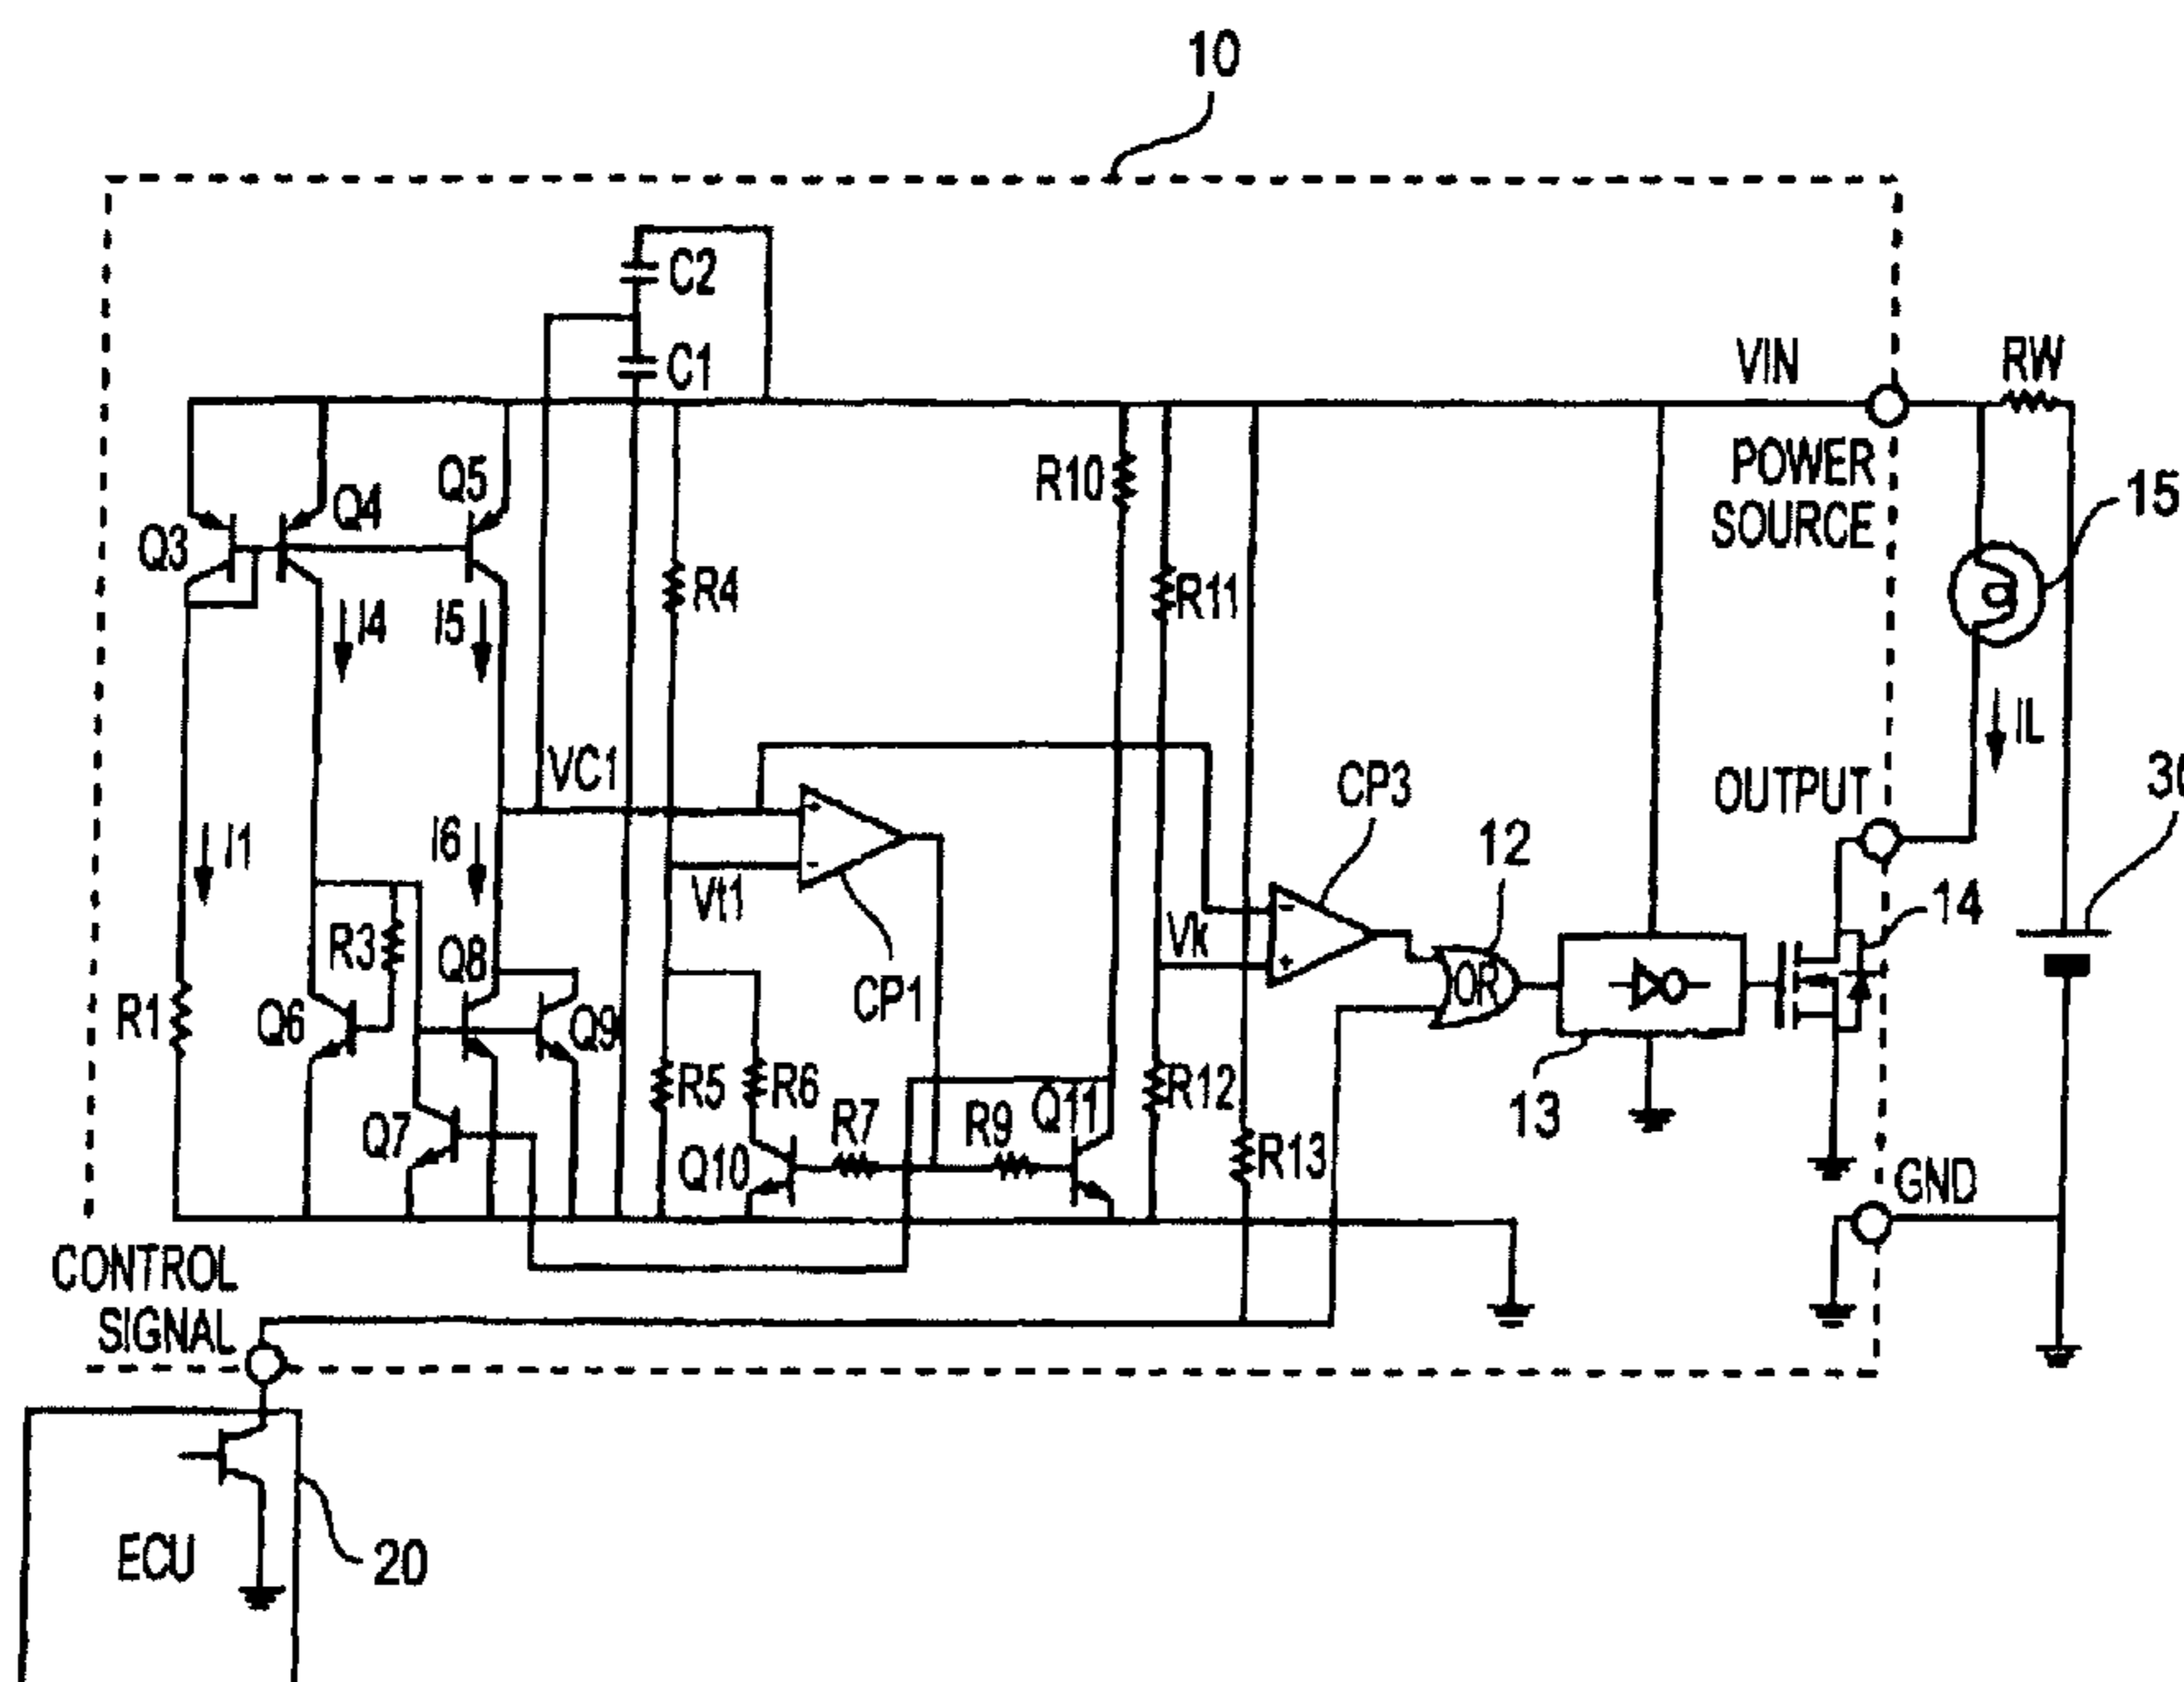 10
C2
C1
VIN
RW
POWER
SOURCE
15
Q3
Q4
Q5
R10
R4
R11
I4
I5
IL
VC1
CP3
OUTPUT
I1
I6
+
-
Vt1
12
14
R3
Q8
CP1
Vk
-
+
OR
R1
Q6
Q9
R5
R6
R12
13
Q7
R7
R9
Q11
Q10
R13
GND
CONTROL
SIGNAL
ECU
20